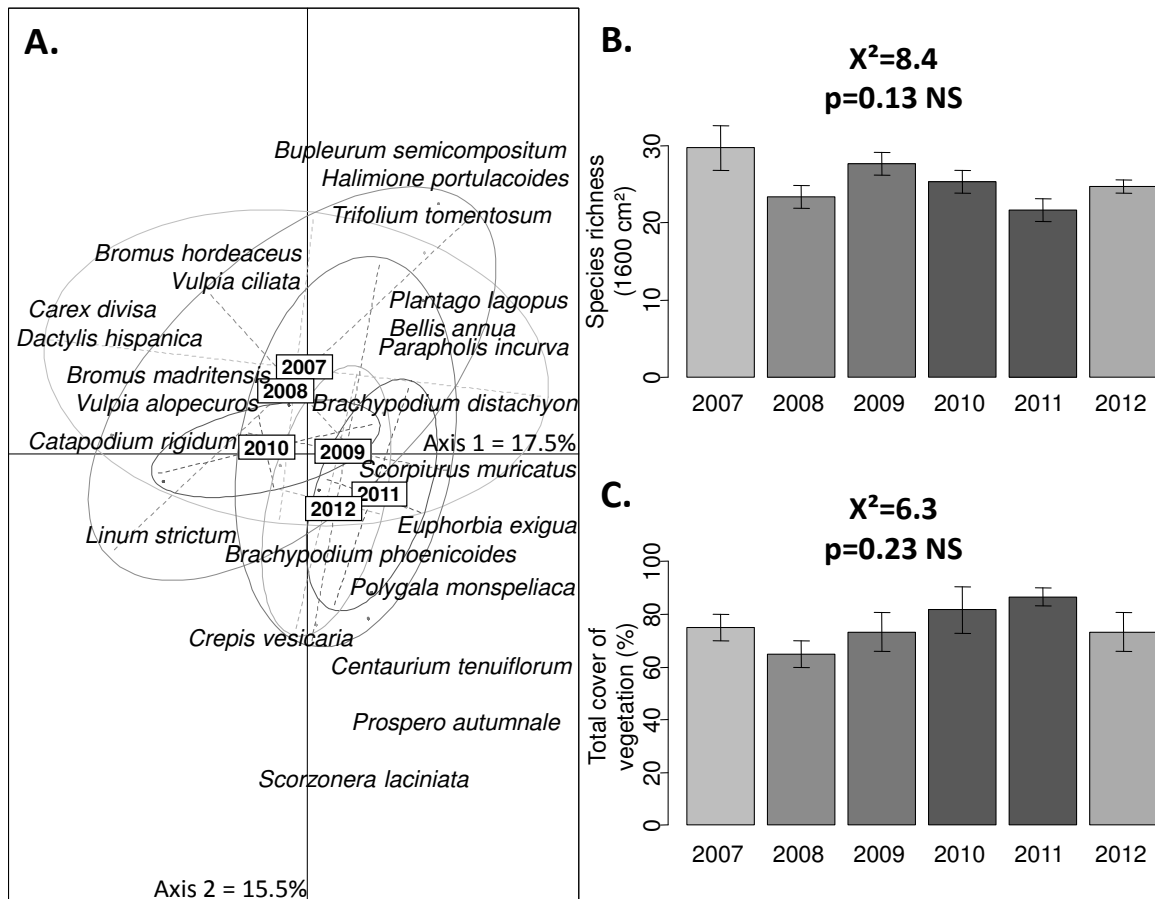 A.
Bupleurum semicompositum
Halimione portulacoides
Trifolium tomentosum
Bromus hordeaceus
Vulpia ciliata
Carex divisa
Plantago lagopus
Bellis annua
Dactylis hispanica
Parapholis incurva
2007
Bromus madritensis
2008
Vulpia alopecuros
Brachypodium distachyon
Catapodium rigidum
2010
2009
Axis 1 = 17.5%
Scorpiurus muricatus
2011
2012
Linum strictum
Euphorbia exigua
Brachypodium phoenicoides
Polygala monspeliaca
Crepis vesicaria
Centaurium tenuiflorum
Prospero autumnale
Scorzonera laciniata
Axis 2 = 15.5%
B.
X²=8.4
p=0.13 NS
Species richness
(1600 cm²)
30
20
10
0
2007 2008 2009 2010 2011 2012
C.
X²=6.3
p=0.23 NS
Total cover of
vegetation (%)
100
80
60
40
20
0
2007 2008 2009 2010 2011 2012